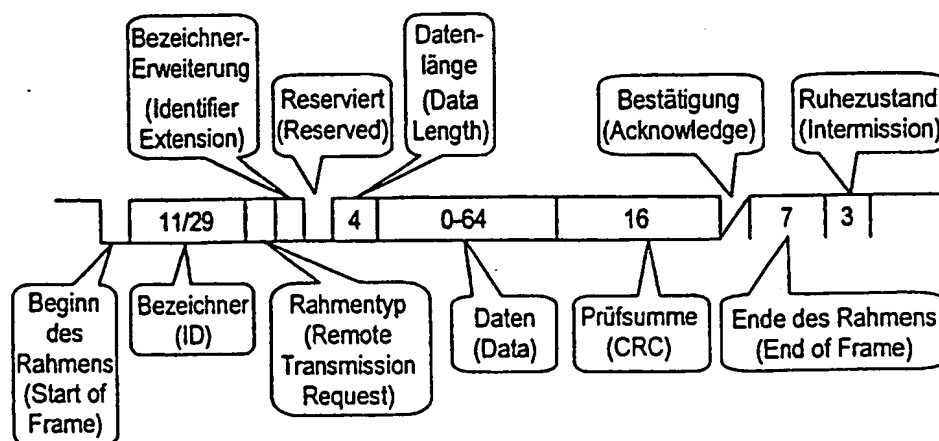 Bezeichner-
Erweiterung
(Identifier
Extension)
Reserviert
(Reserved)
Daten-
länge
(Data
Length)
Bestätigung
(Acknowledge)
Ruhezustand
(Intermission)
11/29
4
0-64
16
7
3
Beginn
des
Rahmens
(Start of
Frame)
Bezeichner
(ID)
Rahmentyp
(Remote
Transmission
Request)
Daten
(Data)
Prüfsumme
(CRC)
Ende des Rahmens
(End of Frame)